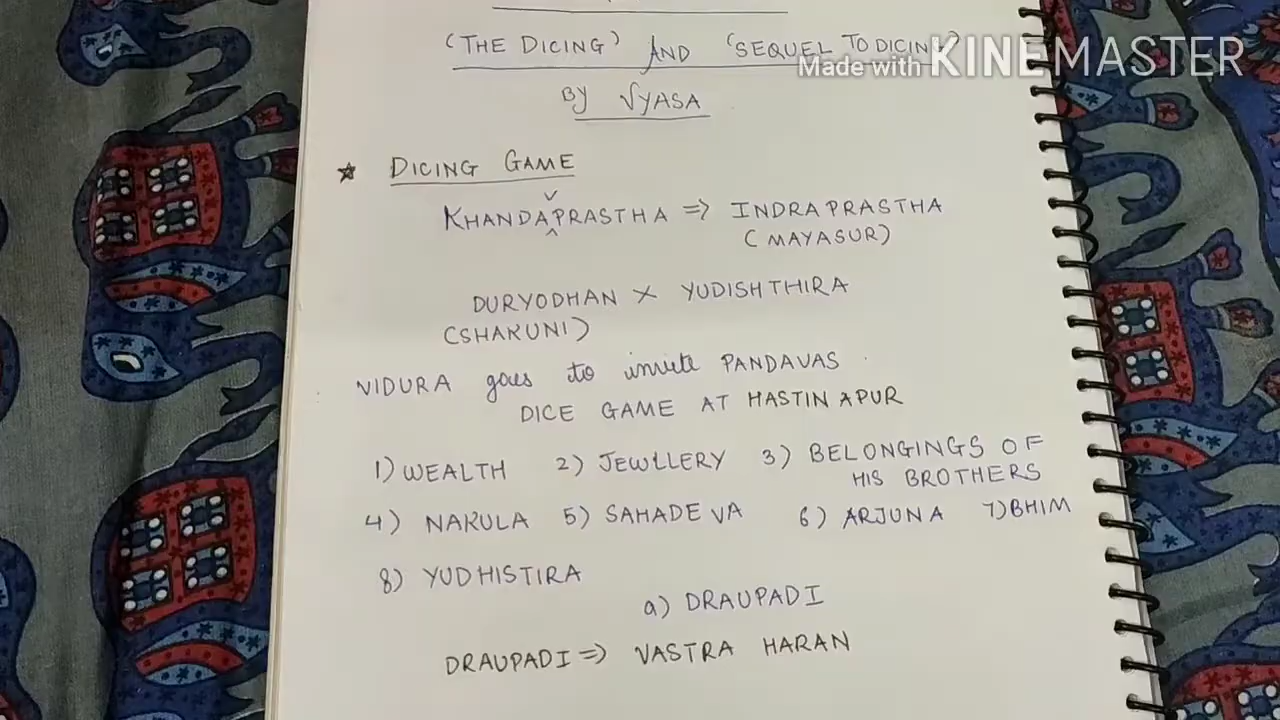 (THE DICING) AND (SEQUEL TO DICING)
Made with KINEMASTER
BY VYASA
☆ DICING GAME
KHANDAVPRASTHA => INDRAPRASTHA
(MAYASUR)
DURYODHAN X YUDISHTHIRA
(SHAKUNI)
VIDURA goes to invite PANDAVAS
DICE GAME AT HASTINAPUR
1) WEALTH 2) JEWLLERY 3) BELONGINGS OF
HIS BROTHERS
4) NAKULA 5) SAHADEVA 6) ARJUNA 7) BHIM
8) YUDHISTIRA
a) DRAUPADI
DRAUPADI => VASTRA HARAN